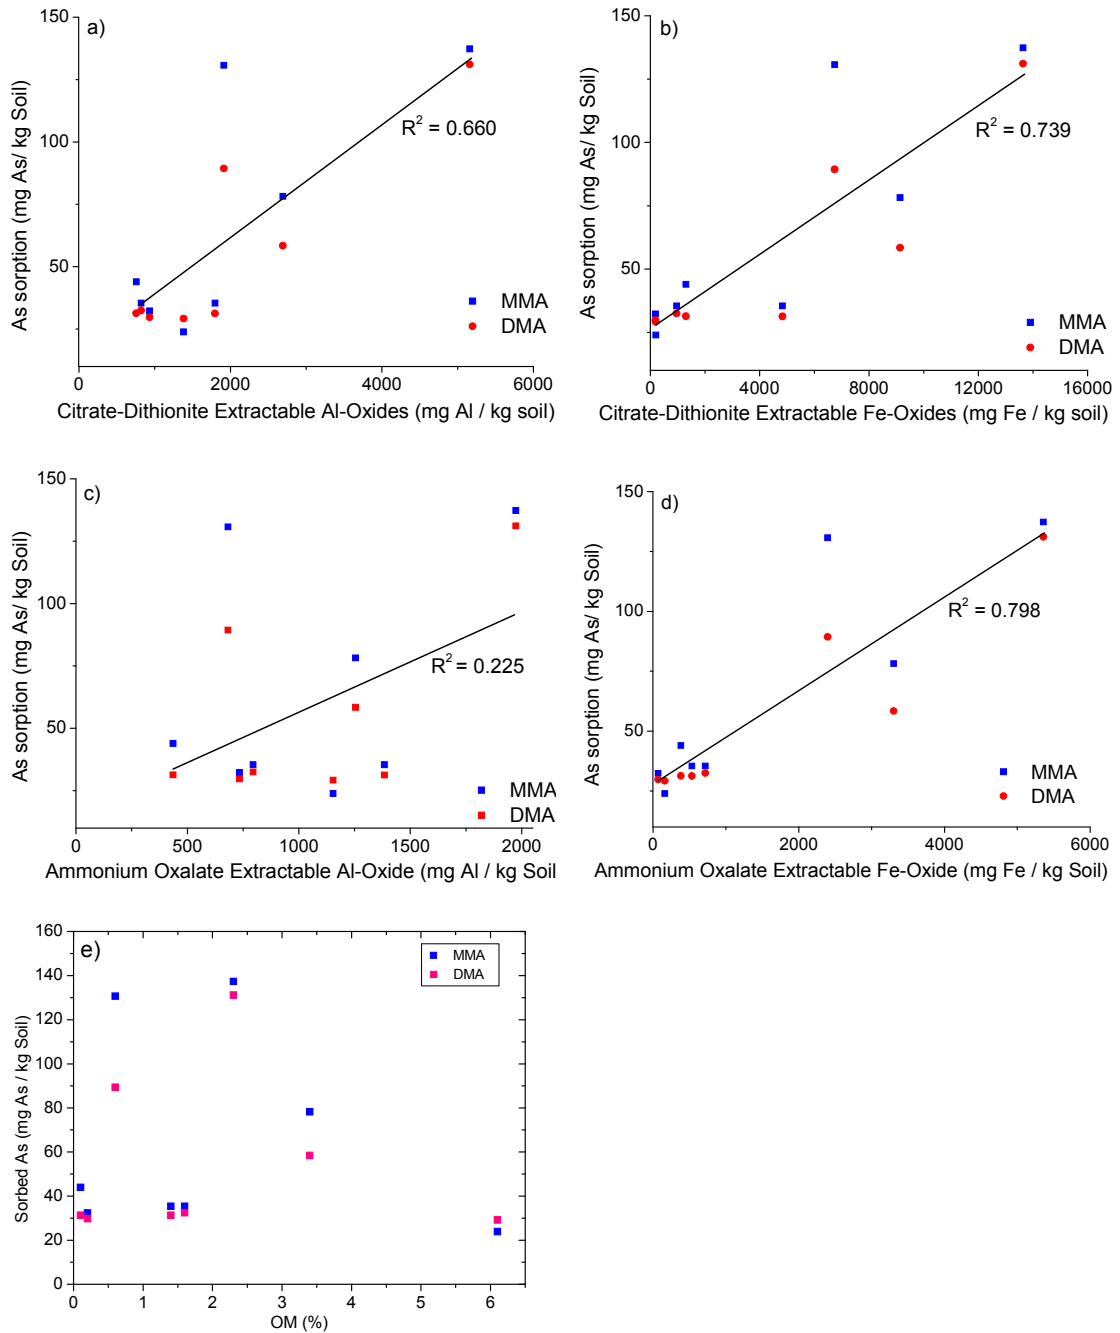 a)
150
100
50
As sorption (mg As/ kg Soil)
R² = 0.660
MMA
DMA
0 2000 4000 6000
Citrate-Dithionite Extractable Al-Oxides (mg Al / kg soil)
b)
150
100
50
As sorption (mg As/ kg Soil)
R² = 0.739
MMA
DMA
0 4000 8000 12000 16000
Citrate-Dithionite Extractable Fe-Oxides (mg Fe / kg soil)
c)
150
100
50
As sorption (mg As/ kg Soil)
R² = 0.225
MMA
DMA
0 500 1000 1500 2000
Ammonium Oxalate Extractable Al-Oxide (mg Al / kg Soil
d)
150
100
50
As sorption (mg As/ kg Soil)
R² = 0.798
MMA
DMA
0 2000 4000 6000
Ammonium Oxalate Extractable Fe-Oxide (mg Fe / kg Soil)
e)
160
140
120
100
80
60
40
20
0
Sorbed As (mg As / kg Soil)
MMA
DMA
0 1 2 3 4 5 6
OM (%)